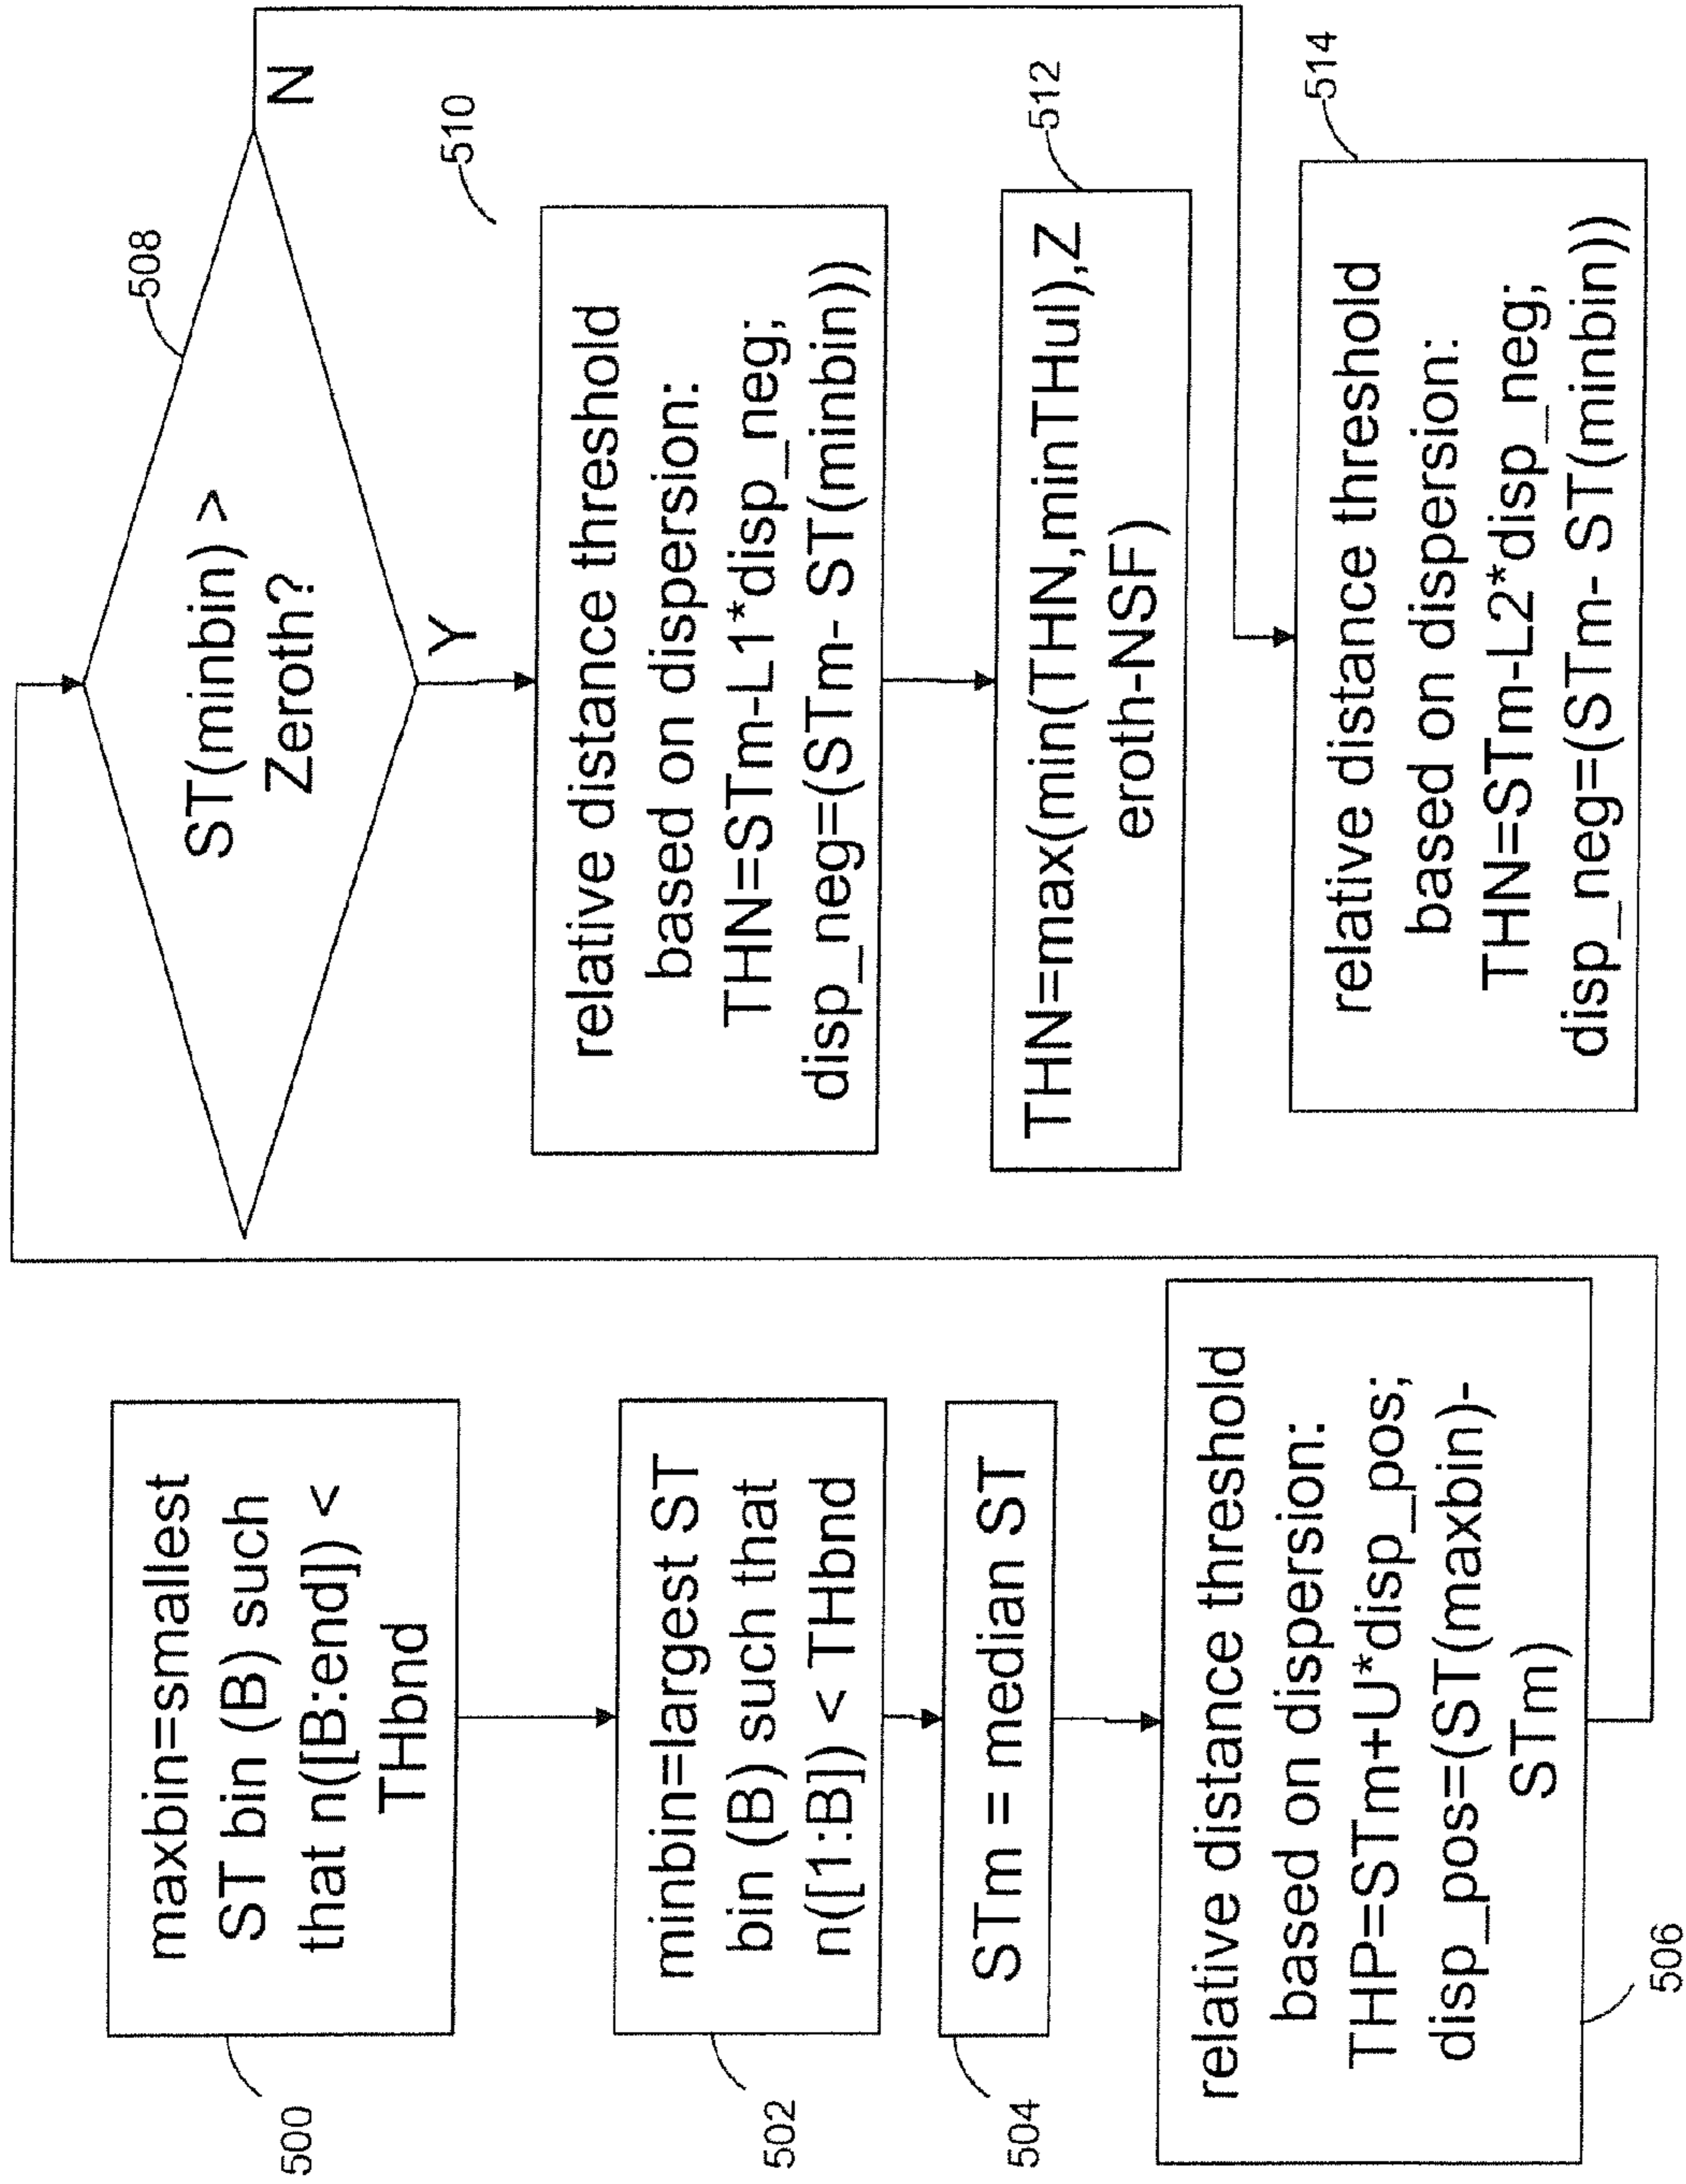 maxbin=smallest
ST bin (B) such
that n([B:end]) <
THbnd
500
minbin=largest ST
bin (B) such that
n([1:B]) < THbnd
502
STm = median ST
504
relative distance threshold
based on dispersion:
THP=STm+U*disp_pos;
disp_pos=(ST(maxbin)-
STm)
506
ST(minbin) >
Zeroth?
508
N
Y
510
relative distance threshold
based on dispersion:
THN=STm-L1*disp_neg;
disp_neg=(STm- ST(minbin))
THN=max(min(THN,minTHul),Z
eroth-NSF)
512
relative distance threshold
based on dispersion:
THN=STm-L2*disp_neg;
disp_neg=(STm- ST(minbin))
514